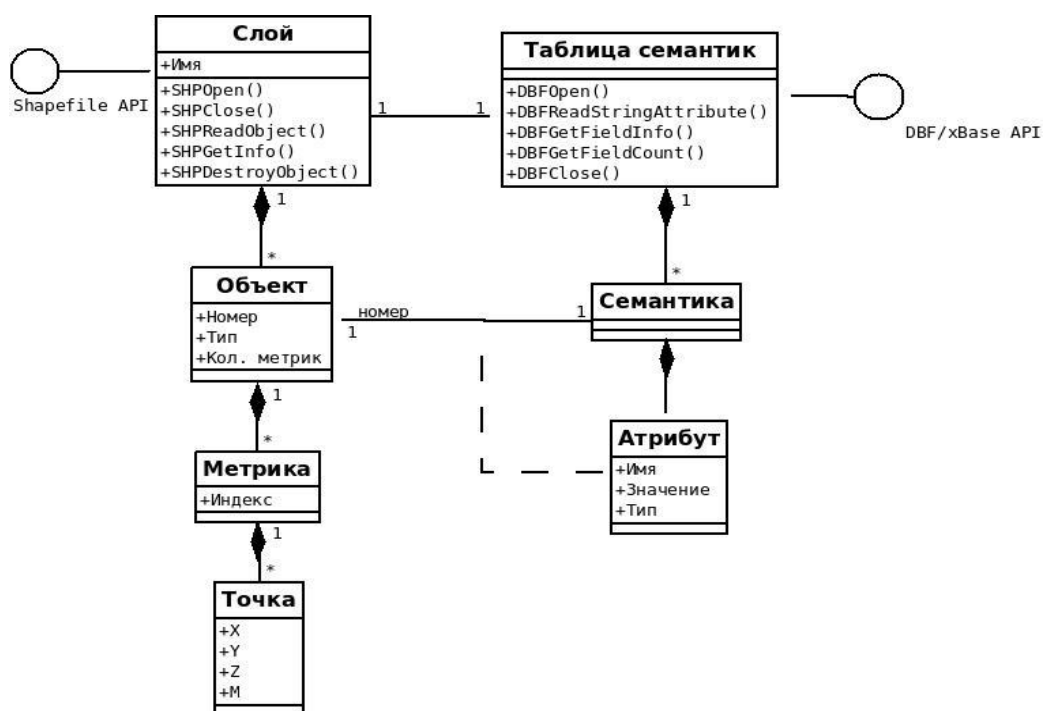 Слой
+Имя
+SHPOpen()
+SHPClose()
+SHPReadObject()
+SHPGetInfo()
+SHPDestroyObject()
Shapefile API
1
1
Таблица семантик
+DBFOpen()
+DBFReadStringAttribute()
+DBFGetFieldInfo()
+DBFGetFieldCount()
+DBFClose()
DBF/xBase API
1
*
1
*
Объект
+Номер
+Тип
+Кол. метрик
номер
1
1
Семантика
1
*
Метрика
+Индекс
Атрибут
+Имя
+Значение
+Тип
1
*
Точка
+X
+Y
+Z
+M